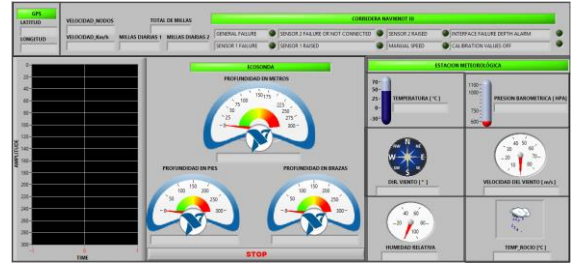 GPS
LATITUD
LONGITUD
VELOCIDAD_NUDOS
TOTAL DE MILLAS
VELOCIDAD_Km/h
MILLAS DIARIAS 1
MILLAS DIARIAS 2
CORREDERA NAVIKNOT III
GENERAL FAILURE
SENSOR 2 FAILURE OR NOT CONNECTED
SENSOR 2 RAISED
INTERFACE FAILURE DEPTH ALARM
SENSOR 1 FAILURE
SENSOR 1 RAISED
MANUAL SPEED
CALIBRATION VALUES OFF
AMPLITUDE
TIME
ECOSONDA
PROFUNDIDAD EN METROS
PROFUNDIDAD EN PIES
PROFUNDIDAD EN BRAZAS
STOP
ESTACION METEOROLÓGICA
TEMPERATURA [°C]
PRESION BAROMETRICA [ HPA]
N
W
E
S
DIR. VIENTO [ ° ]
VELOCIDAD DEL VIENTO [ m/s ]
HUMEDAD RELATIVA
TEMP_ROCIO [°C ]